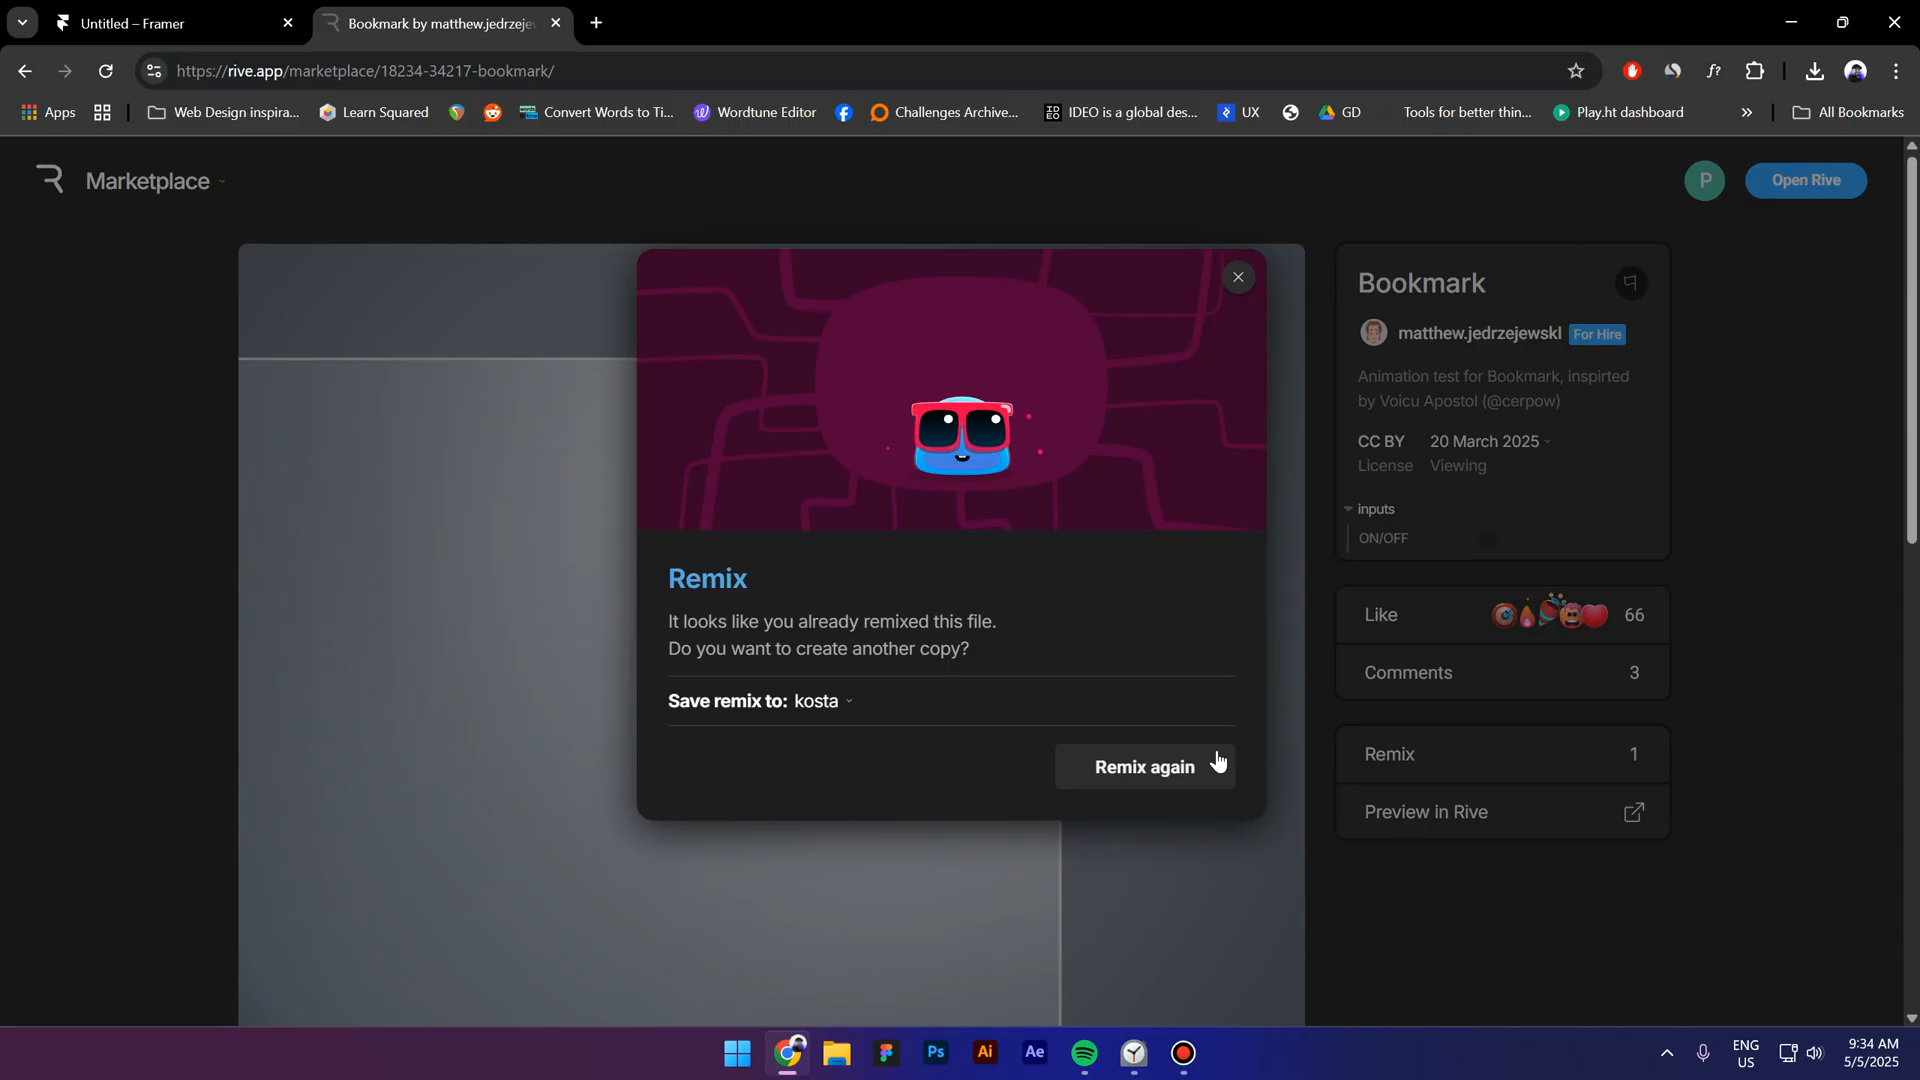 Untitled – Framer
Bookmark by matthew.jedrzeje
https://rive.app/marketplace/18234-34217-bookmark/
Apps
Web Design inspira...
Learn Squared
Convert Words to Ti...
Wordtune Editor
Challenges Archive...
IDEO is a global des...
UX
GD
Tools for better thin...
Play.ht dashboard
»
All Bookmarks
Marketplace
P
Open Rive
Bookmark
matthew.jedrzejewskl
For Hire
Animation test for Bookmark, inspirted
by Voicu Apostol (@cerpow)
CC BY
20 March 2025
License
Viewing
inputs
ON/OFF
Like
66
Comments
3
Remix
1
Preview in Rive
Remix
It looks like you already remixed this file.
Do you want to create another copy?
Save remix to: kosta
Remix again
Ps
Ai
Ae
ENG
US
9:34 AM
5/5/2025